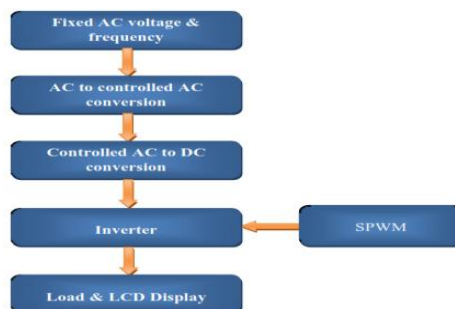 Fixed AC voltage &
frequency
AC to controlled AC
conversion
Controlled AC to DC
conversion
Inverter
SPWM
Load & LCD Display